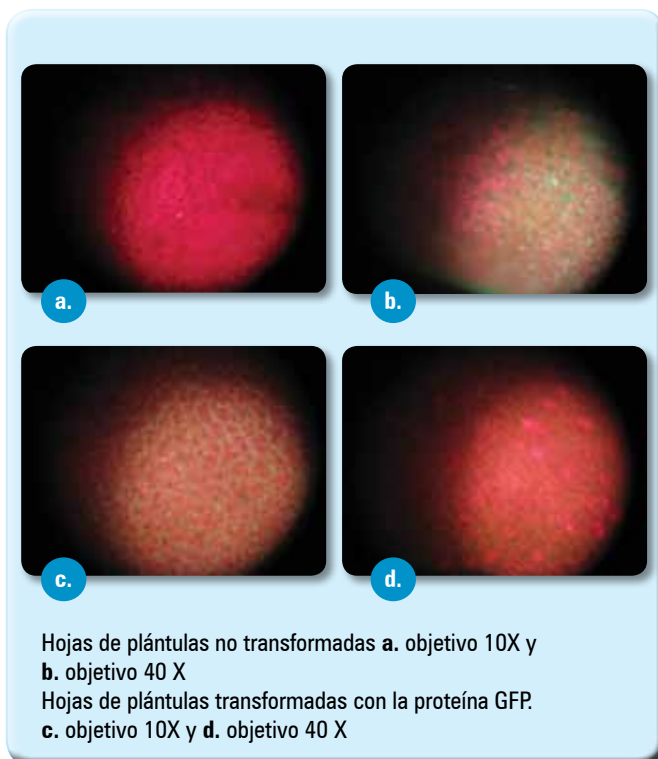 a.
b.
c.
d.
Hojas de plántulas no transformadas a. objetivo 10X y
b. objetivo 40 X
Hojas de plántulas transformadas con la proteína GFP.
c. objetivo 10X y d. objetivo 40 X